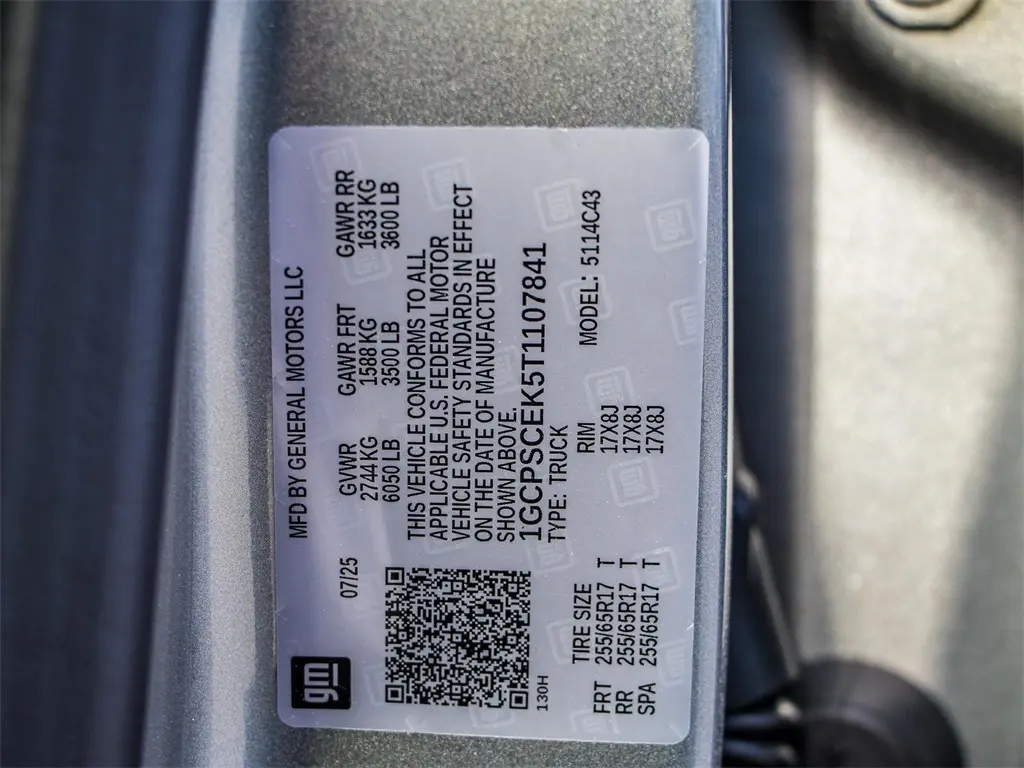 gm
MFD BY GENERAL MOTORS LLC
07/25
GVWR GAWR FRT GAWR RR
2744 KG 1588 KG 1633 KG
6050 LB 3500 LB 3600 LB
THIS VEHICLE CONFORMS TO ALL
APPLICABLE U.S. FEDERAL MOTOR
VEHICLE SAFETY STANDARDS IN EFFECT
ON THE DATE OF MANUFACTURE
SHOWN ABOVE.
1GCPSCEK5T1107841
130H
TYPE: TRUCK MODEL: 5114C43
TIRE SIZE RIM
FRT 255/65R17 T 17X8J
RR 255/65R17 T 17X8J
SPA 255/65R17 T 17X8J